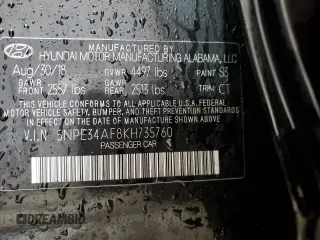 MANUFACTURED BY
HYUNDAI MOTOR MANUFACTURING ALABAMA, LLC
Aug/30/18 GVWR 4497 lbs PAINT S3
GAWR FRONT 2557 lbs GAWR REAR 2513 lbs TRIM CT
THIS VEHICLE CONFORMS TO ALL APPLICABLE FEDERAL
MOTOR VEHICLE SAFETY, BUMPER, AND THEFT PREVENTION STANDARDS
IN EFFECT ON THE DATE OF MANUFACTURE SHOWN ABOVE.
V.I.N 5NPE34AF8KH735760
PASSENGER CAR